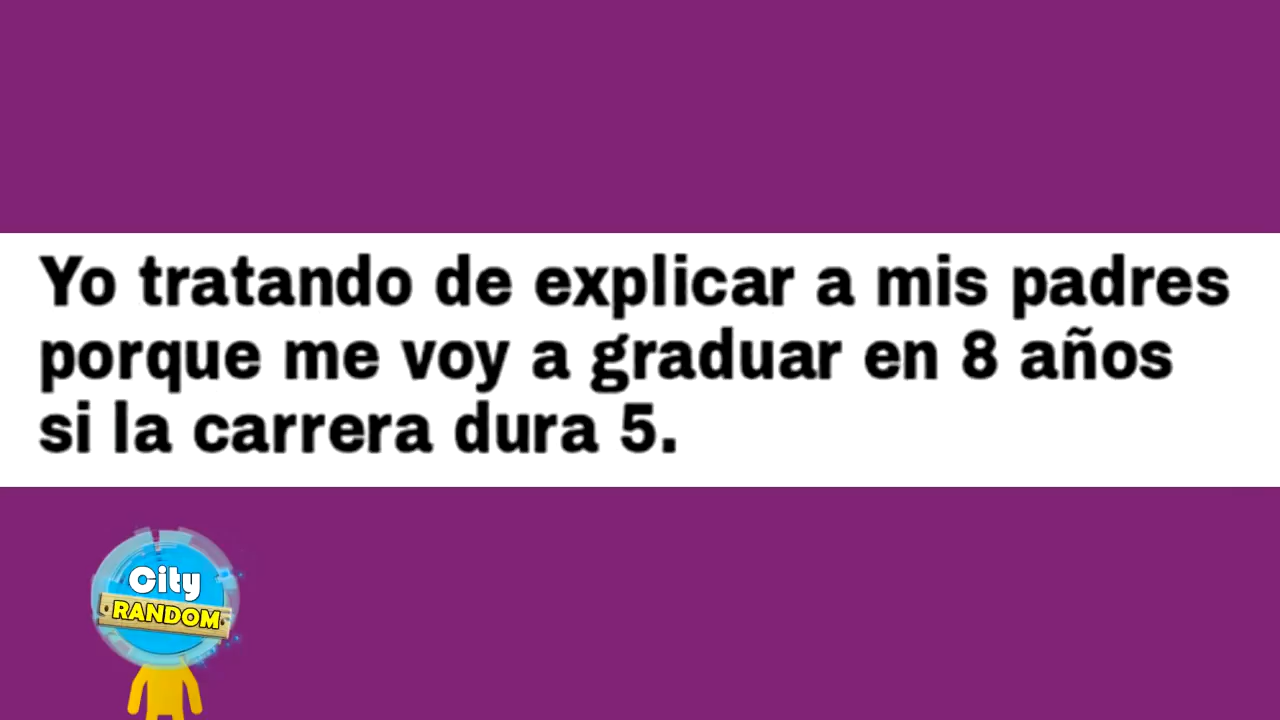 Yo tratando de explicar a mis padres
porque me voy a graduar en 8 años
si la carrera dura 5.
City
RANDOM